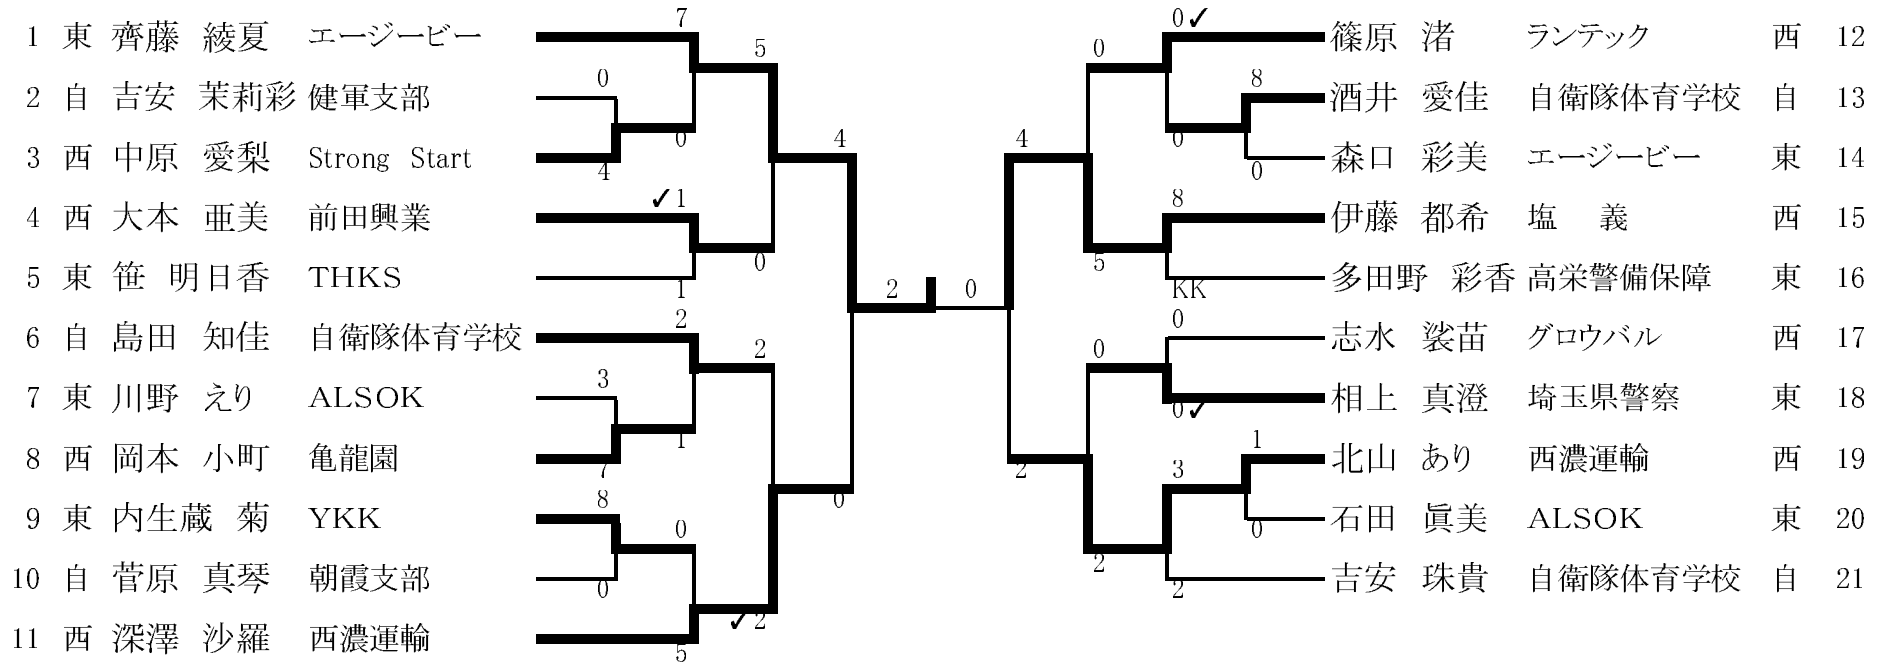 7 0✓
1 東 齊藤 綾夏 エージービー 5 0 篠原 渚 ランテック 西 12
0 8
2 自 吉安 茉莉彩 健軍支部 酒井 愛佳 自衛隊体育学校 自 13
0 4 4 0
3 西 中原 愛梨 Strong Start 森口 彩美 エージービー 東 14
4 0
✓1 8
4 西 大本 亜美 前田興業 伊藤 都希 塩 義 西 15
0 5
5 東 笹 明日香 THKS 多田野 彩香 高栄警備保障 東 16
1 2 0 KK
2 0
6 自 島田 知佳 自衛隊体育学校 志水 裟苗 グロウバル 西 17
2 0
3
7 東 川野 えり ALSOK 相上 真澄 埼玉県警察 東 18
0✓
1 1
8 西 岡本 小町 亀龍園 北山 あり 西濃運輸 西 19
7 2 3
8 0
9 東 内生蔵 菊 YKK 石田 眞美 ALSOK 東 20
0 0
2
10 自 菅原 真琴 朝霞支部 吉安 珠貴 自衛隊体育学校 自 21
0 2
✓2
11 西 深澤 沙羅 西濃運輸
5